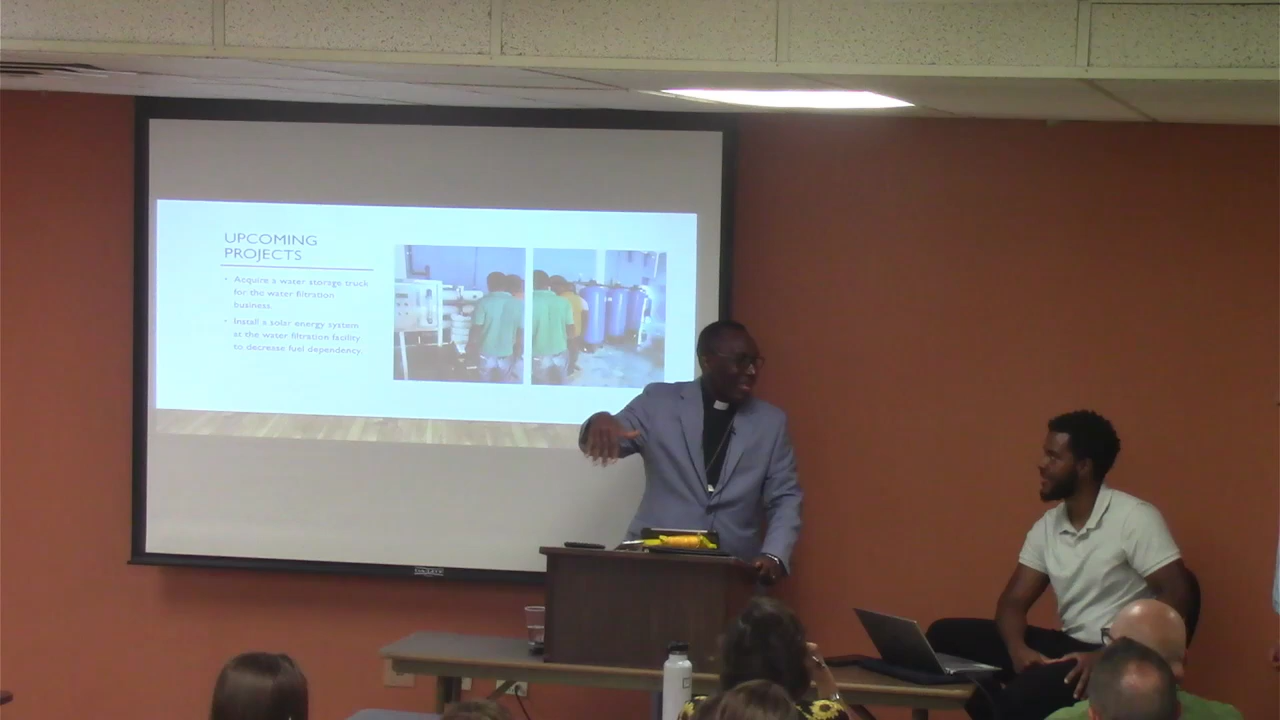 UPCOMING
PROJECTS
• Acquire a water storage truck
for the water filtration
business.
• Install a solar energy system
at the water filtration facility
to decrease fuel dependency.